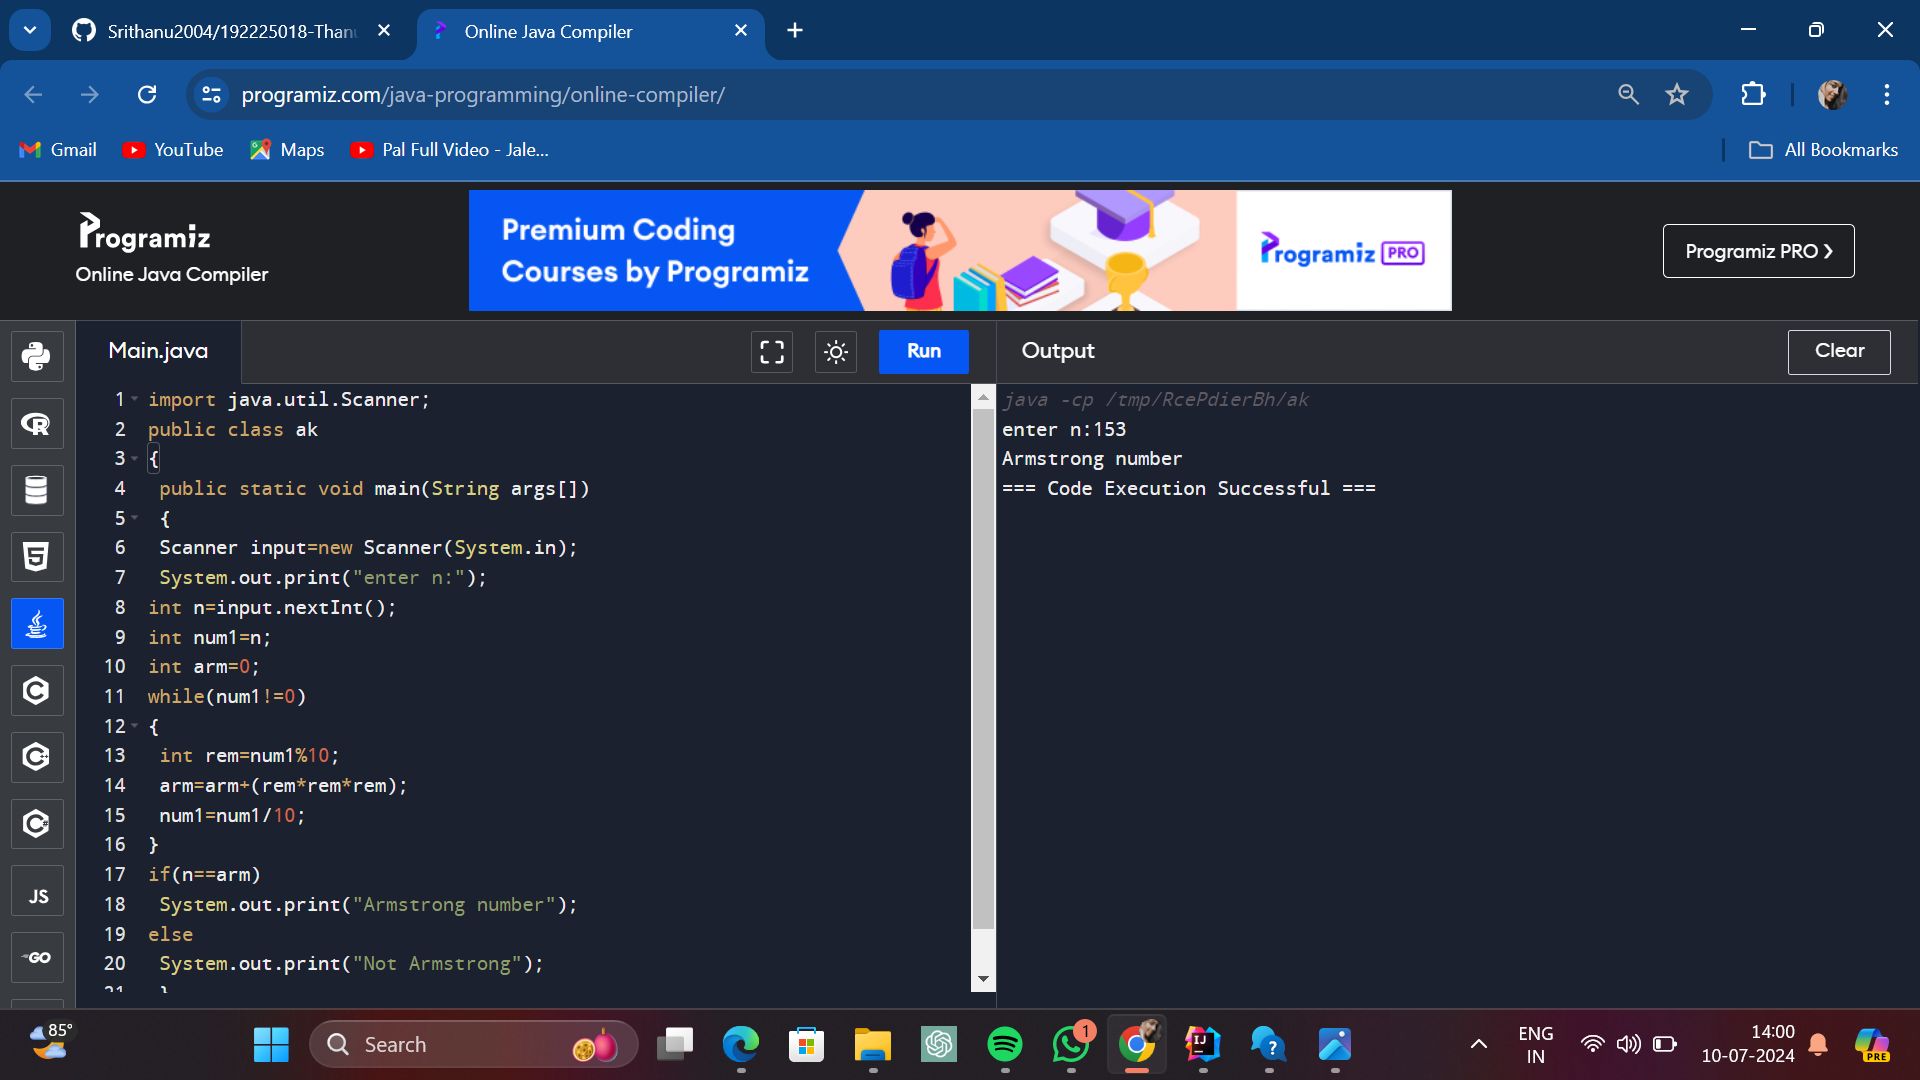 Srithanu2004/192225018-Than
Online Java Compiler
programiz.com/java-programming/online-compiler/
Gmail
YouTube
Maps
Pal Full Video - Jale...
All Bookmarks
Programiz
Online Java Compiler
Premium Coding
Courses by Programiz
Programiz PRO
Programiz PRO ❯
Main.java
Run
Output
Clear
1 import java.util.Scanner;
2 public class ak
3 {
4 public static void main(String args[])
5 {
6 Scanner input=new Scanner(System.in);
7 System.out.print("enter n:");
8 int n=input.nextInt();
9 int num1=n;
10 int arm=0;
11 while(num1!=0)
12 {
13 int rem=num1%10;
14 arm=arm+(rem*rem*rem);
15 num1=num1/10;
16 }
17 if(n==arm)
18 System.out.print("Armstrong number");
19 else
20 System.out.print("Not Armstrong");
21 }
java -cp /tmp/RcePdierBh/ak
enter n:153
Armstrong number
=== Code Execution Successful ===
R
5
C
C++
C#
JS
GO
85°
Search
1
IJ
?
ENG
IN
14:00
10-07-2024
PRE